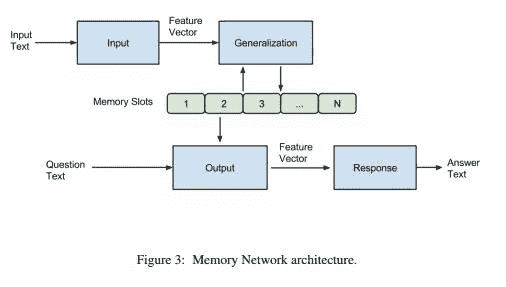 Input
Text
Input
Feature
Vector
Generalization
Memory Slots
1
2
3
...
N
Question
Text
Output
Feature
Vector
Response
Answer
Text
Figure 3: Memory Network architecture.